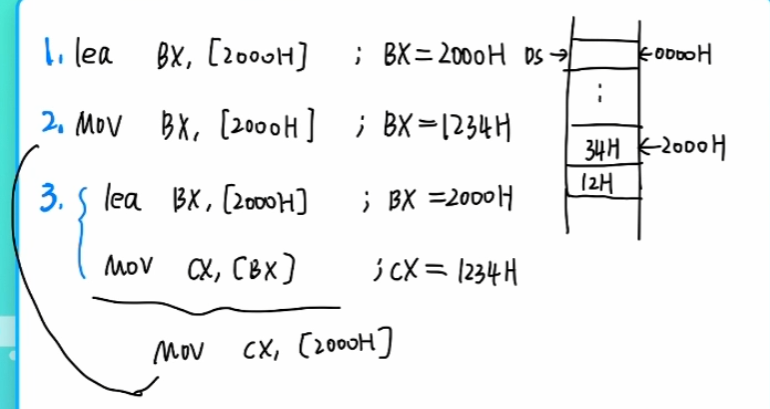 1. lea BX, [2000H] ; BX=2000H DS→ ←0000H
⋮
2. MOV BX, [2000H] ; BX=1234H 34H ←2000H
12H
3. { lea BX, [2000H] ; BX =2000H
MOV CX, [BX] ; CX = 1234H
MOV CX, [2000H]